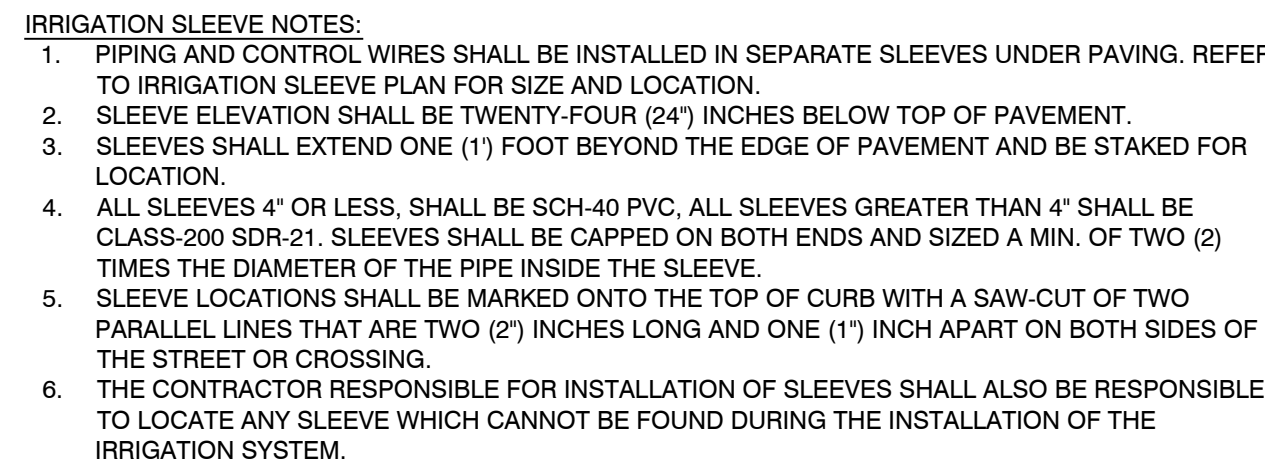 IRRIGATION SLEEVE NOTES:
1. PIPING AND CONTROL WIRES SHALL BE INSTALLED IN SEPARATE SLEEVES UNDER PAVING. REFER
TO IRRIGATION SLEEVE PLAN FOR SIZE AND LOCATION.
2. SLEEVE ELEVATION SHALL BE TWENTY-FOUR (24") INCHES BELOW TOP OF PAVEMENT.
3. SLEEVES SHALL EXTEND ONE (1') FOOT BEYOND THE EDGE OF PAVEMENT AND BE STAKED FOR
LOCATION.
4. ALL SLEEVES 4" OR LESS, SHALL BE SCH-40 PVC, ALL SLEEVES GREATER THAN 4" SHALL BE
CLASS-200 SDR-21. SLEEVES SHALL BE CAPPED ON BOTH ENDS AND SIZED A MIN. OF TWO (2)
TIMES THE DIAMETER OF THE PIPE INSIDE THE SLEEVE.
5. SLEEVE LOCATIONS SHALL BE MARKED ONTO THE TOP OF CURB WITH A SAW-CUT OF TWO
PARALLEL LINES THAT ARE TWO (2") INCHES LONG AND ONE (1") INCH APART ON BOTH SIDES OF
THE STREET OR CROSSING.
6. THE CONTRACTOR RESPONSIBLE FOR INSTALLATION OF SLEEVES SHALL ALSO BE RESPONSIBLE
TO LOCATE ANY SLEEVE WHICH CANNOT BE FOUND DURING THE INSTALLATION OF THE
IRRIGATION SYSTEM.